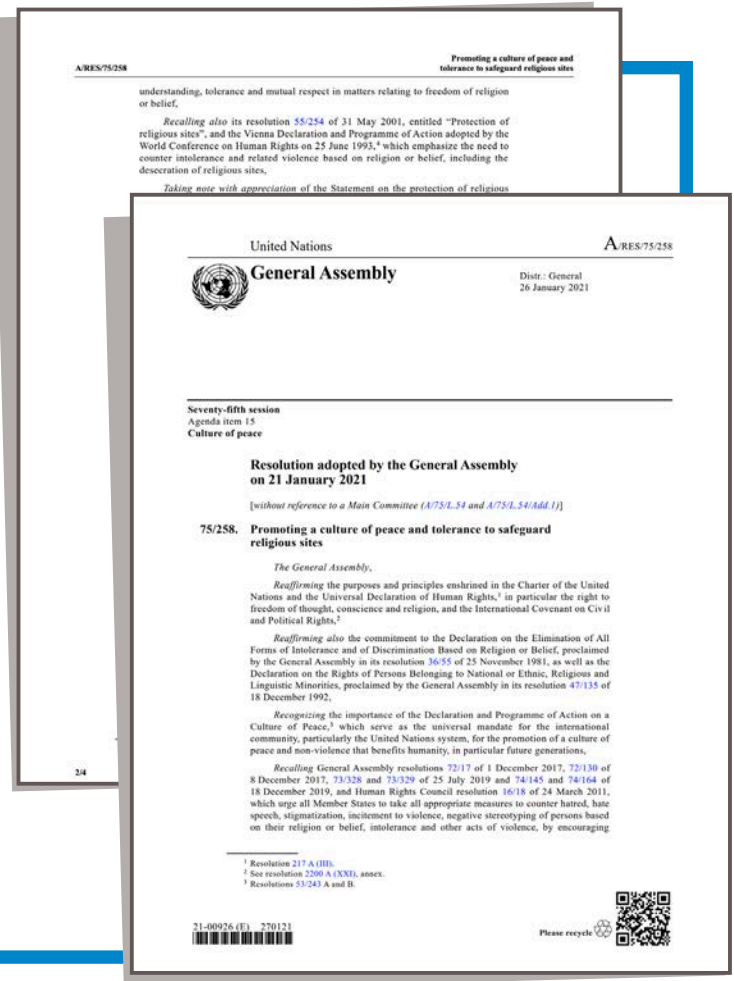 A/RES/75/258
Promoting a culture of peace and
tolerance to safeguard religious sites
understanding, tolerance and mutual respect in matters relating to freedom of religion
or belief,
Recalling also its resolution 55/254 of 31 May 2001, entitled “Protection of
religious sites”, and the Vienna Declaration and Programme of Action adopted by the
World Conference on Human Rights on 25 June 1993,4 which emphasize the need to
counter intolerance and related violence based on religion or belief, including the
desecration of religious sites,
Taking note with appreciation of the Statement on the protection of religious
2/4
United Nations
A/RES/75/258
General Assembly
Distr.: General
26 January 2021
Seventy-fifth session
Agenda item 15
Culture of peace
Resolution adopted by the General Assembly
on 21 January 2021
[without reference to a Main Committee (A/75/L.54 and A/75/L.54/Add.1)]
75/258. Promoting a culture of peace and tolerance to safeguard
religious sites
The General Assembly,
Reaffirming the purposes and principles enshrined in the Charter of the United
Nations and the Universal Declaration of Human Rights,1 in particular the right to
freedom of thought, conscience and religion, and the International Covenant on Civil
and Political Rights,2
Reaffirming also the commitment to the Declaration on the Elimination of All
Forms of Intolerance and of Discrimination Based on Religion or Belief, proclaimed
by the General Assembly in its resolution 36/55 of 25 November 1981, as well as the
Declaration on the Rights of Persons Belonging to National or Ethnic, Religious and
Linguistic Minorities, proclaimed by the General Assembly in its resolution 47/135 of
18 December 1992,
Recognizing the importance of the Declaration and Programme of Action on a
Culture of Peace,3 which serve as the universal mandate for the international
community, particularly the United Nations system, for the promotion of a culture of
peace and non-violence that benefits humanity, in particular future generations,
Recalling General Assembly resolutions 72/17 of 1 December 2017, 72/130 of
8 December 2017, 73/328 and 73/329 of 25 July 2019 and 74/145 and 74/164 of
18 December 2019, and Human Rights Council resolution 16/18 of 24 March 2011,
which urge all Member States to take all appropriate measures to counter hatred, hate
speech, stigmatization, incitement to violence, negative stereotyping of persons based
on their religion or belief, intolerance and other acts of violence, by encouraging
1 Resolution 217 A (III).
2 See resolution 2200 A (XXI), annex.
3 Resolutions 53/243 A and B.
21-00926 (E) 270121
Please recycle